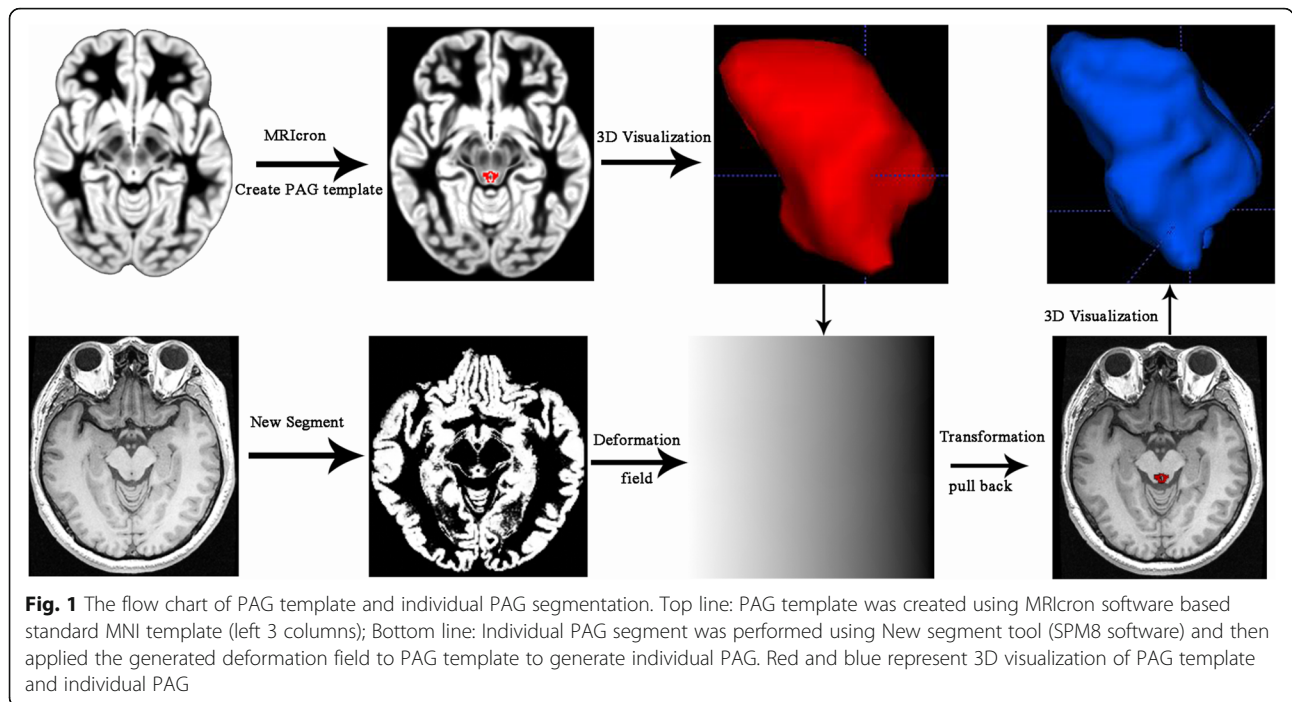 MRIcron
Create PAG template
3D Visualization
3D Visualization
New Segment
Deformation
field
Transformation
pull back
Fig. 1 The flow chart of PAG template and individual PAG segmentation. Top line: PAG template was created using MRIcron software based
standard MNI template (left 3 columns); Bottom line: Individual PAG segment was performed using New segment tool (SPM8 software) and then
applied the generated deformation field to PAG template to generate individual PAG. Red and blue represent 3D visualization of PAG template
and individual PAG